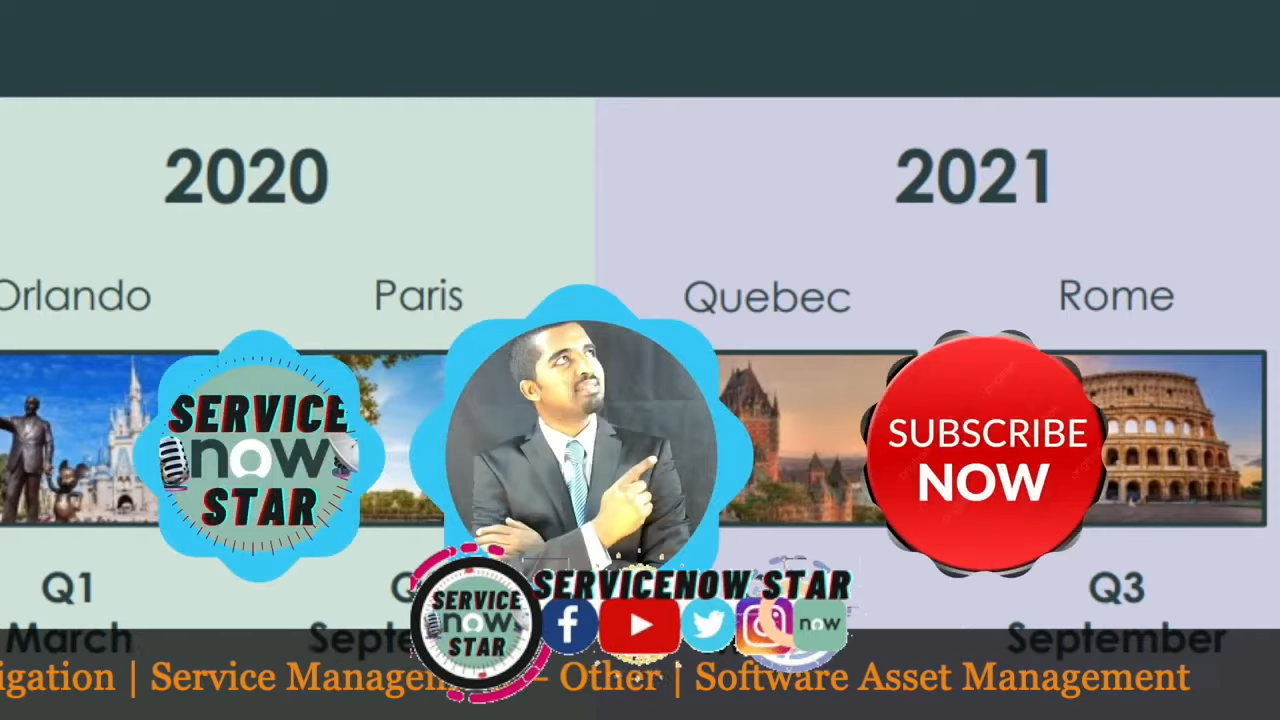 2020
2021
Orlando
Paris
Quebec
Rome
SERVICE
now
STAR
SUBSCRIBE
NOW
Q1
Q3
March
September
SERVICENOW STAR
SERVICE
now
STAR
now
igation | Service Managem – Other | Software Asset Management